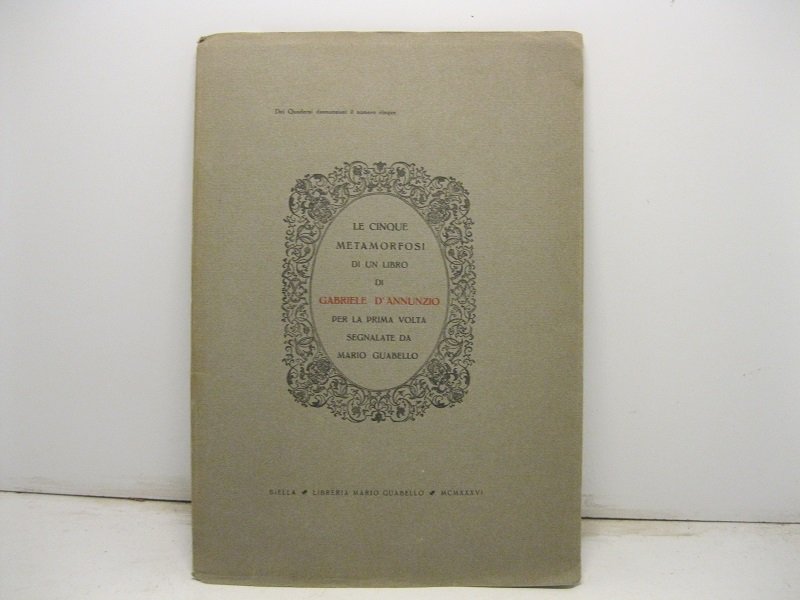 Dei Quaderni dannunziani il numero cinque
LE CINQUE
METAMORFOSI
DI UN LIBRO
DI
GABRIELE D'ANNUNZIO
PER LA PRIMA VOLTA
SEGNALATE DA
MARIO GUABELLO
BIELLA LIBRERIA MARIO GUABELLO MCMXXXVI